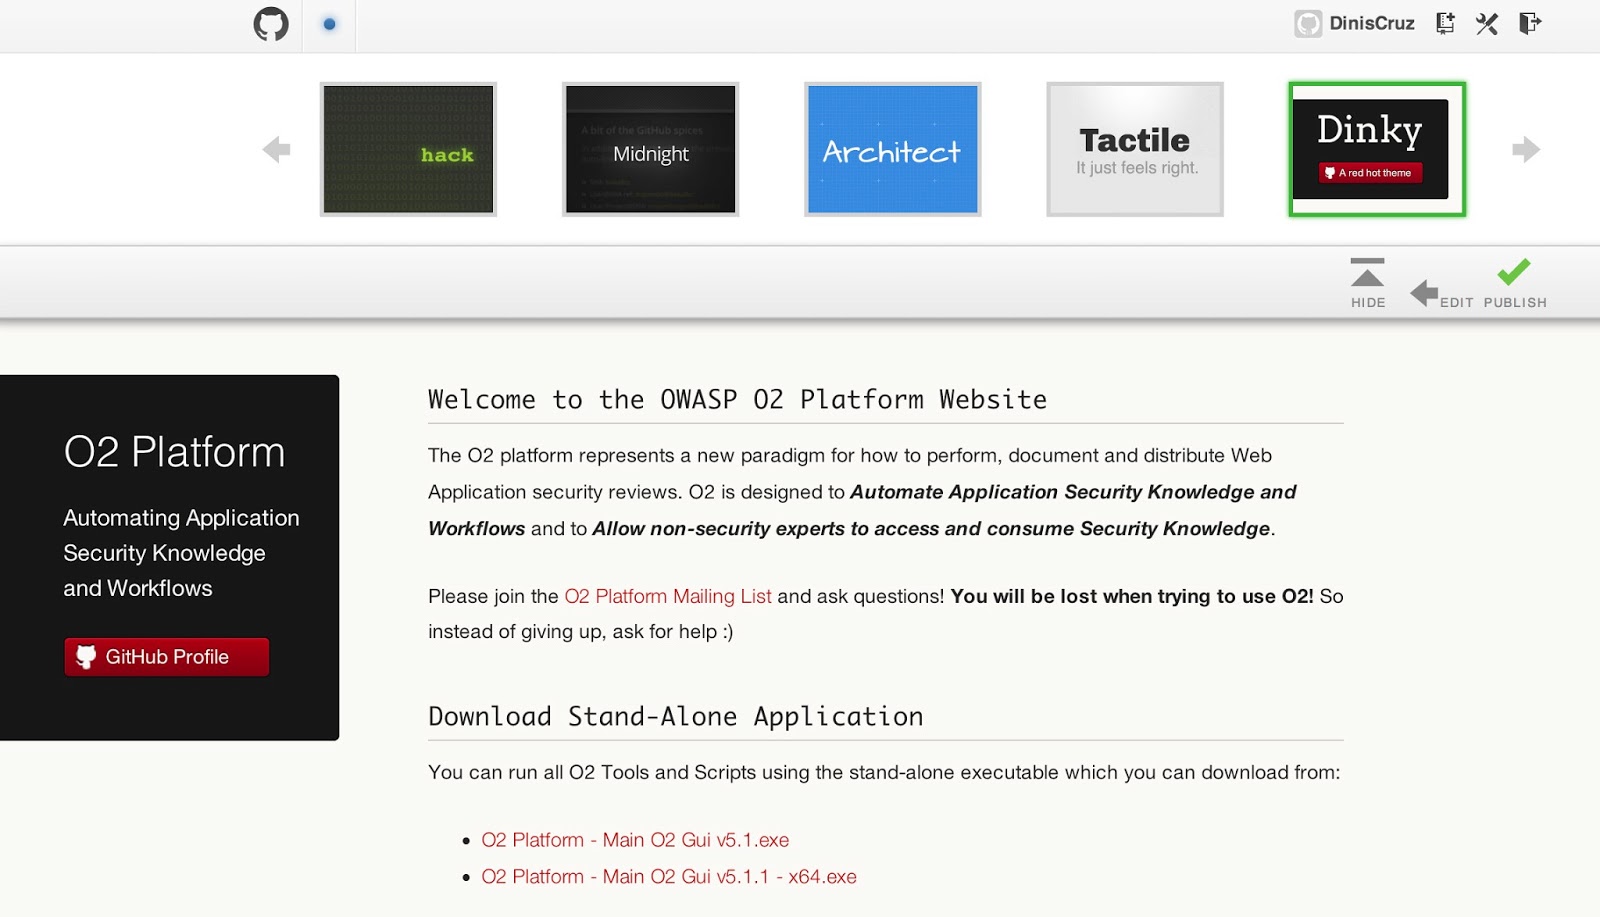 DinisCruz
hack
A bit of the GitHub spices
Midnight
Architect
Tactile
It just feels right.
Dinky
A red hot theme
HIDE
EDIT
PUBLISH
O2 Platform
Automating Application
Security Knowledge
and Workflows
GitHub Profile
Welcome to the OWASP O2 Platform Website
The O2 platform represents a new paradigm for how to perform, document and distribute Web
Application security reviews. O2 is designed to Automate Application Security Knowledge and
Workflows and to Allow non-security experts to access and consume Security Knowledge.
Please join the O2 Platform Mailing List and ask questions! You will be lost when trying to use O2! So
instead of giving up, ask for help :)
Download Stand-Alone Application
You can run all O2 Tools and Scripts using the stand-alone executable which you can download from:
• O2 Platform - Main O2 Gui v5.1.exe
• O2 Platform - Main O2 Gui v5.1.1 - x64.exe